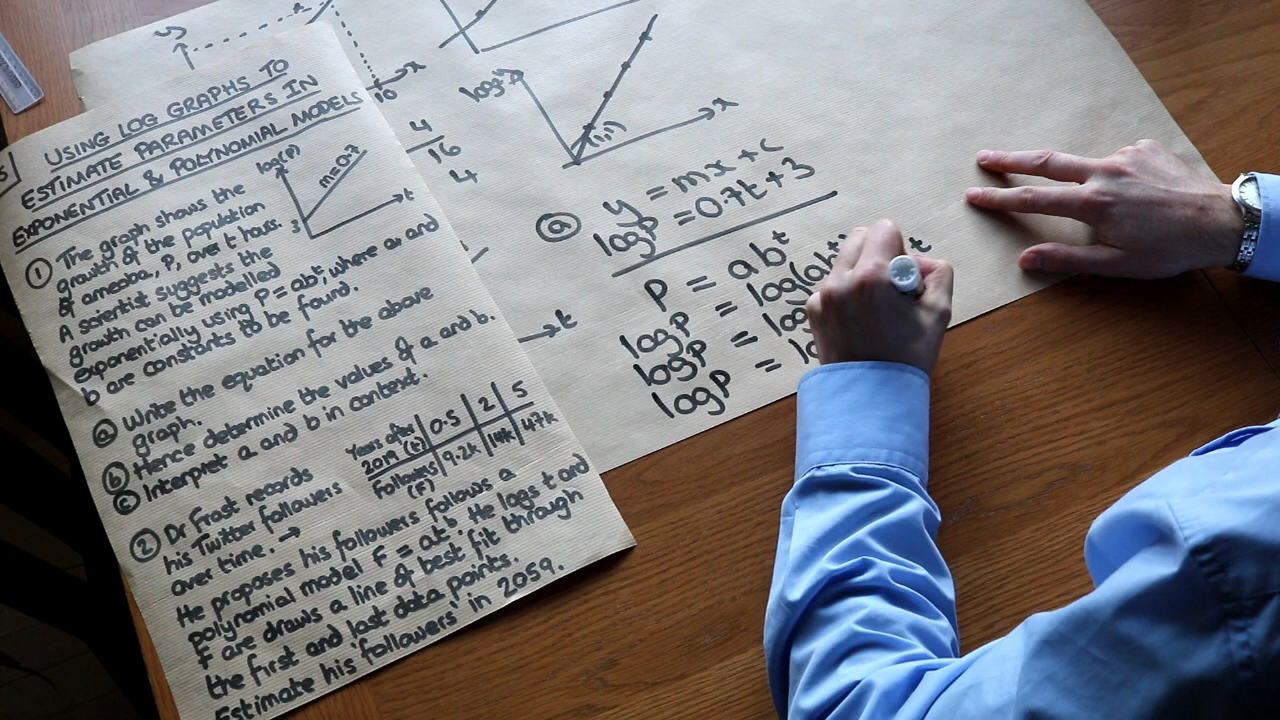 USING LOG GRAPHS TO
ESTIMATE PARAMETERS IN
EXPONENTIAL & POLYNOMIAL MODELS
① The graph shows the
growth of the population
of amoeba, P, over t hours.
A scientist suggests the
growth can be modelled
exponentially using P = abᵗ, where a and
b are constants to be found.
log(P)
m=0.7
3
t
ⓐ Write the equation for the above
graph.
ⓑ Hence determine the values of a and b.
ⓒ Interpret a and b in context.
② Dr Frost records
his Twitter followers
over time. →
Years after 2019 (t) | 0.5 | 2 | 5
Followers (F) | 9.2k | 14k | 47k
He proposes his followers follows a
polynomial model F = atᵇ. He logs t and
F are draws a line of best fit through
the first and last data points.
Estimate his 'followers' in 2059.
y
x
10
4
16
4
t
x
(1,1)
ⓐ y = mx + c
logP = 0.7t + 3
P = abᵗ
logP = log(abᵗ)
logP =
logP =